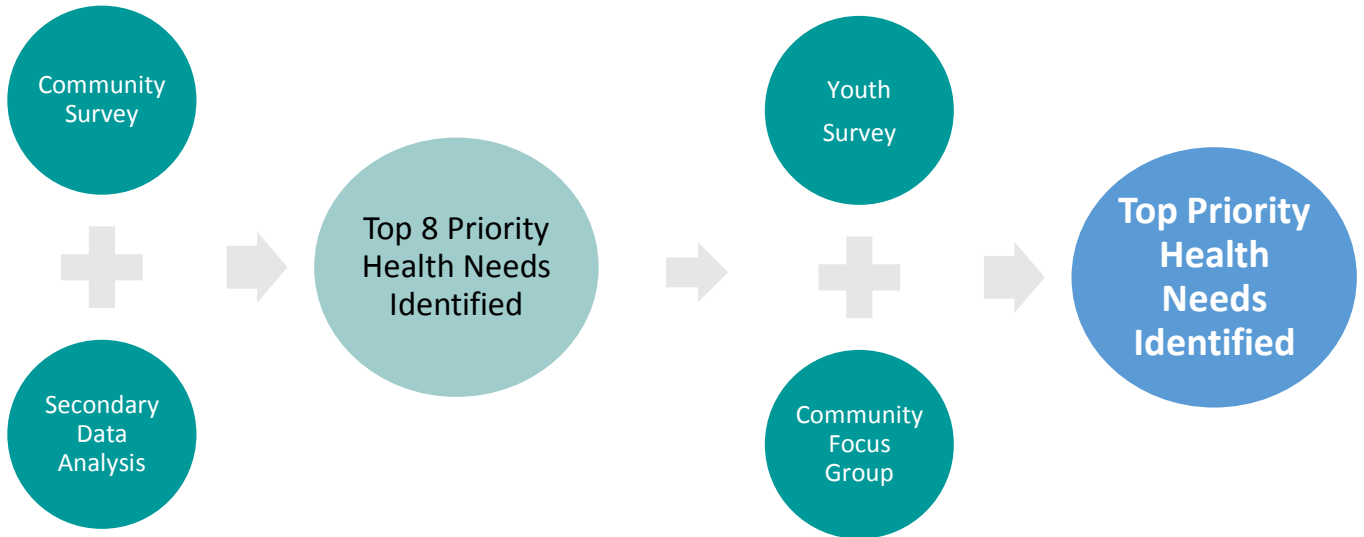 Community
Survey
Secondary
Data
Analysis
Top 8 Priority
Health Needs
Identified
Youth
Survey
Community
Focus
Group
Top Priority
Health
Needs
Identified